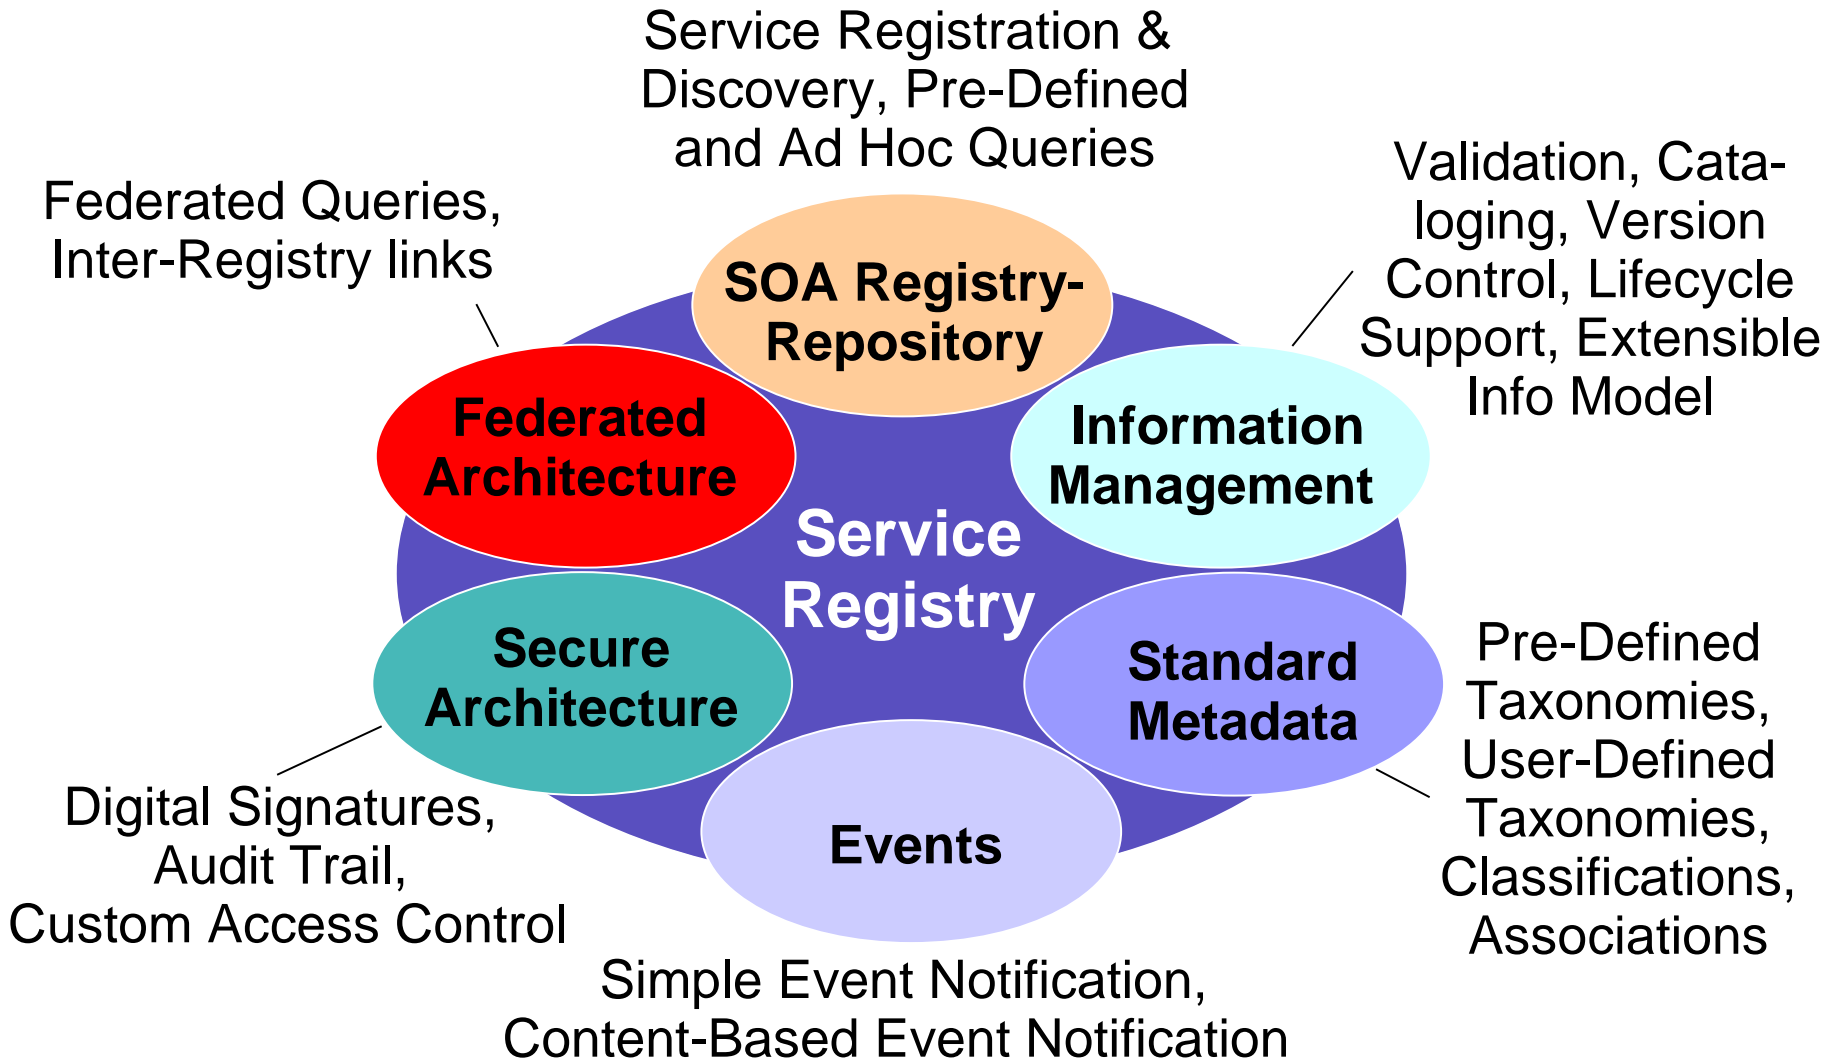 Service Registration &
Discovery, Pre-Defined
and Ad Hoc Queries
Federated Queries,
Inter-Registry links
Validation, Cata-
loging, Version
Control, Lifecycle
Support, Extensible
Info Model
SOA Registry-
Repository
Federated
Architecture
Information
Management
Service
Registry
Secure
Architecture
Standard
Metadata
Pre-Defined
Taxonomies,
User-Defined
Taxonomies,
Classifications,
Associations
Events
Digital Signatures,
Audit Trail,
Custom Access Control
Simple Event Notification,
Content-Based Event Notification